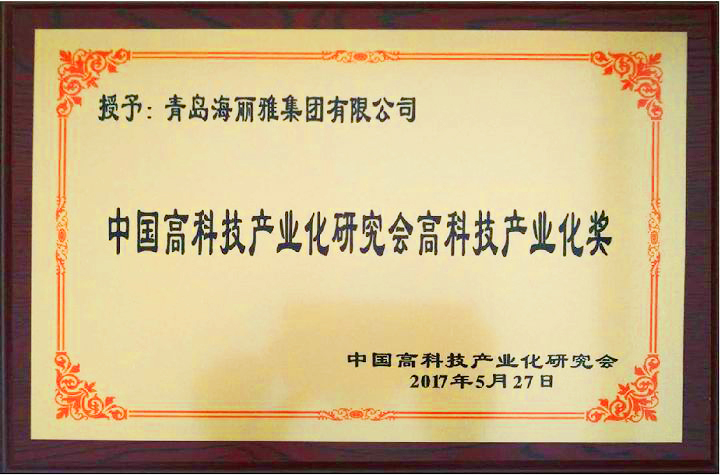 授予：青岛海丽雅集团有限公司
中国高科技产业化研究会高科技产业化奖
中国高科技产业化研究会
2017年5月27日